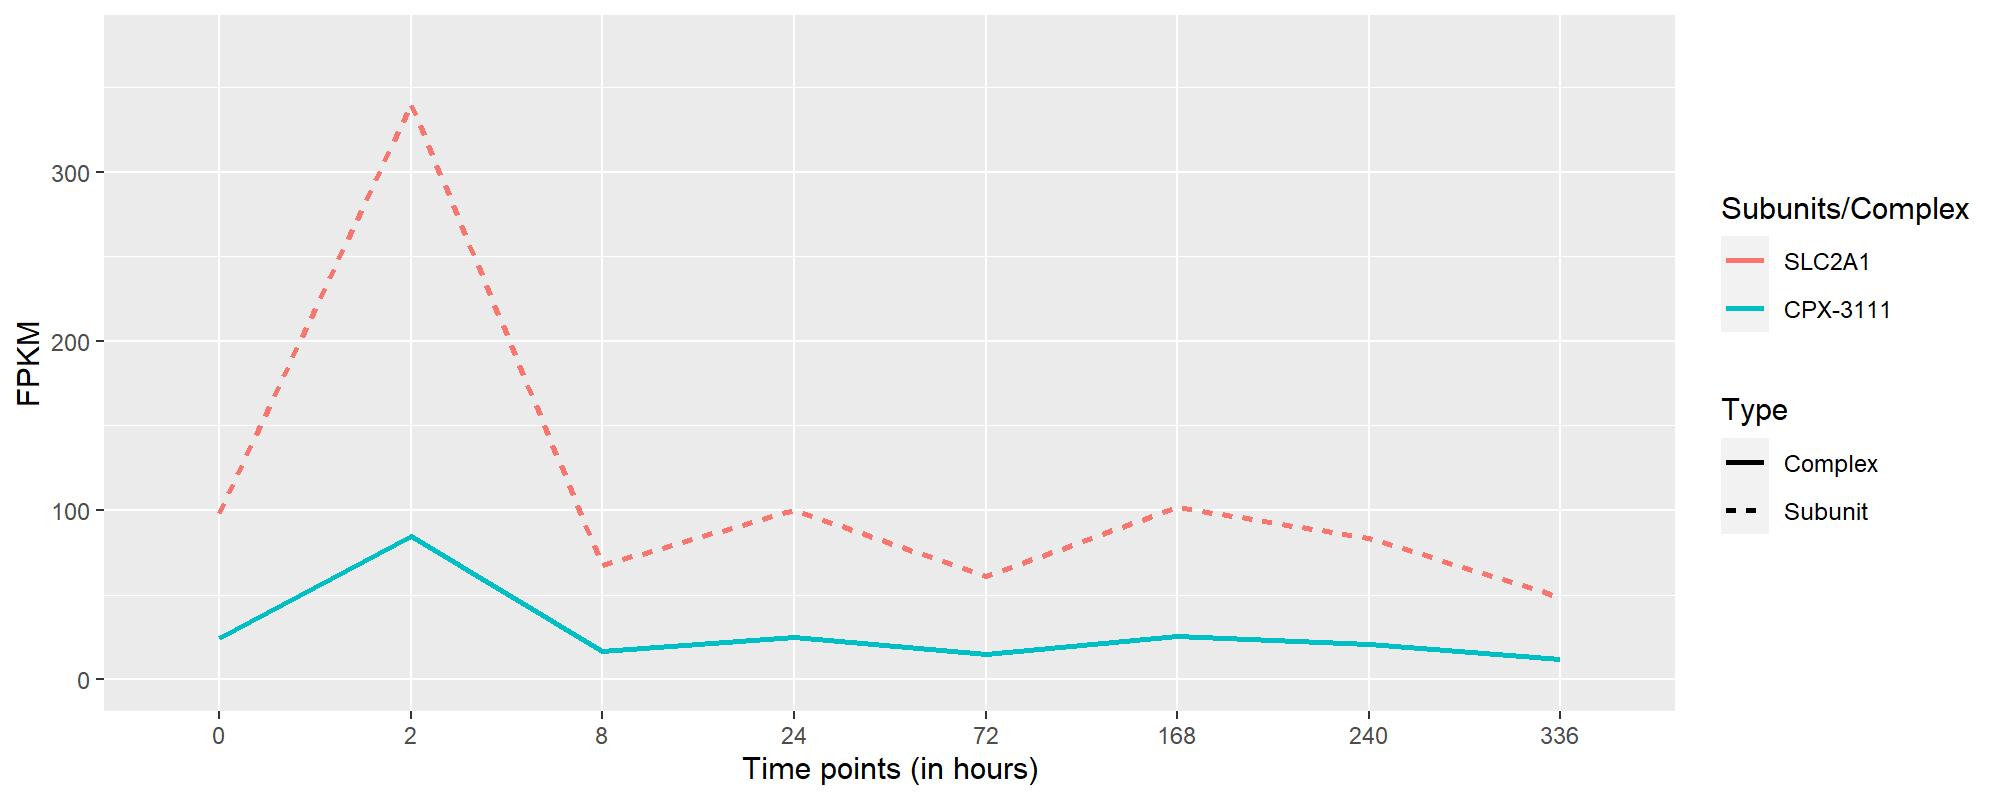 FPKM
300
200
100
0
0 2 8 24 72 168 240 336
Time points (in hours)
Subunits/Complex
SLC2A1
CPX-3111
Type
Complex
Subunit